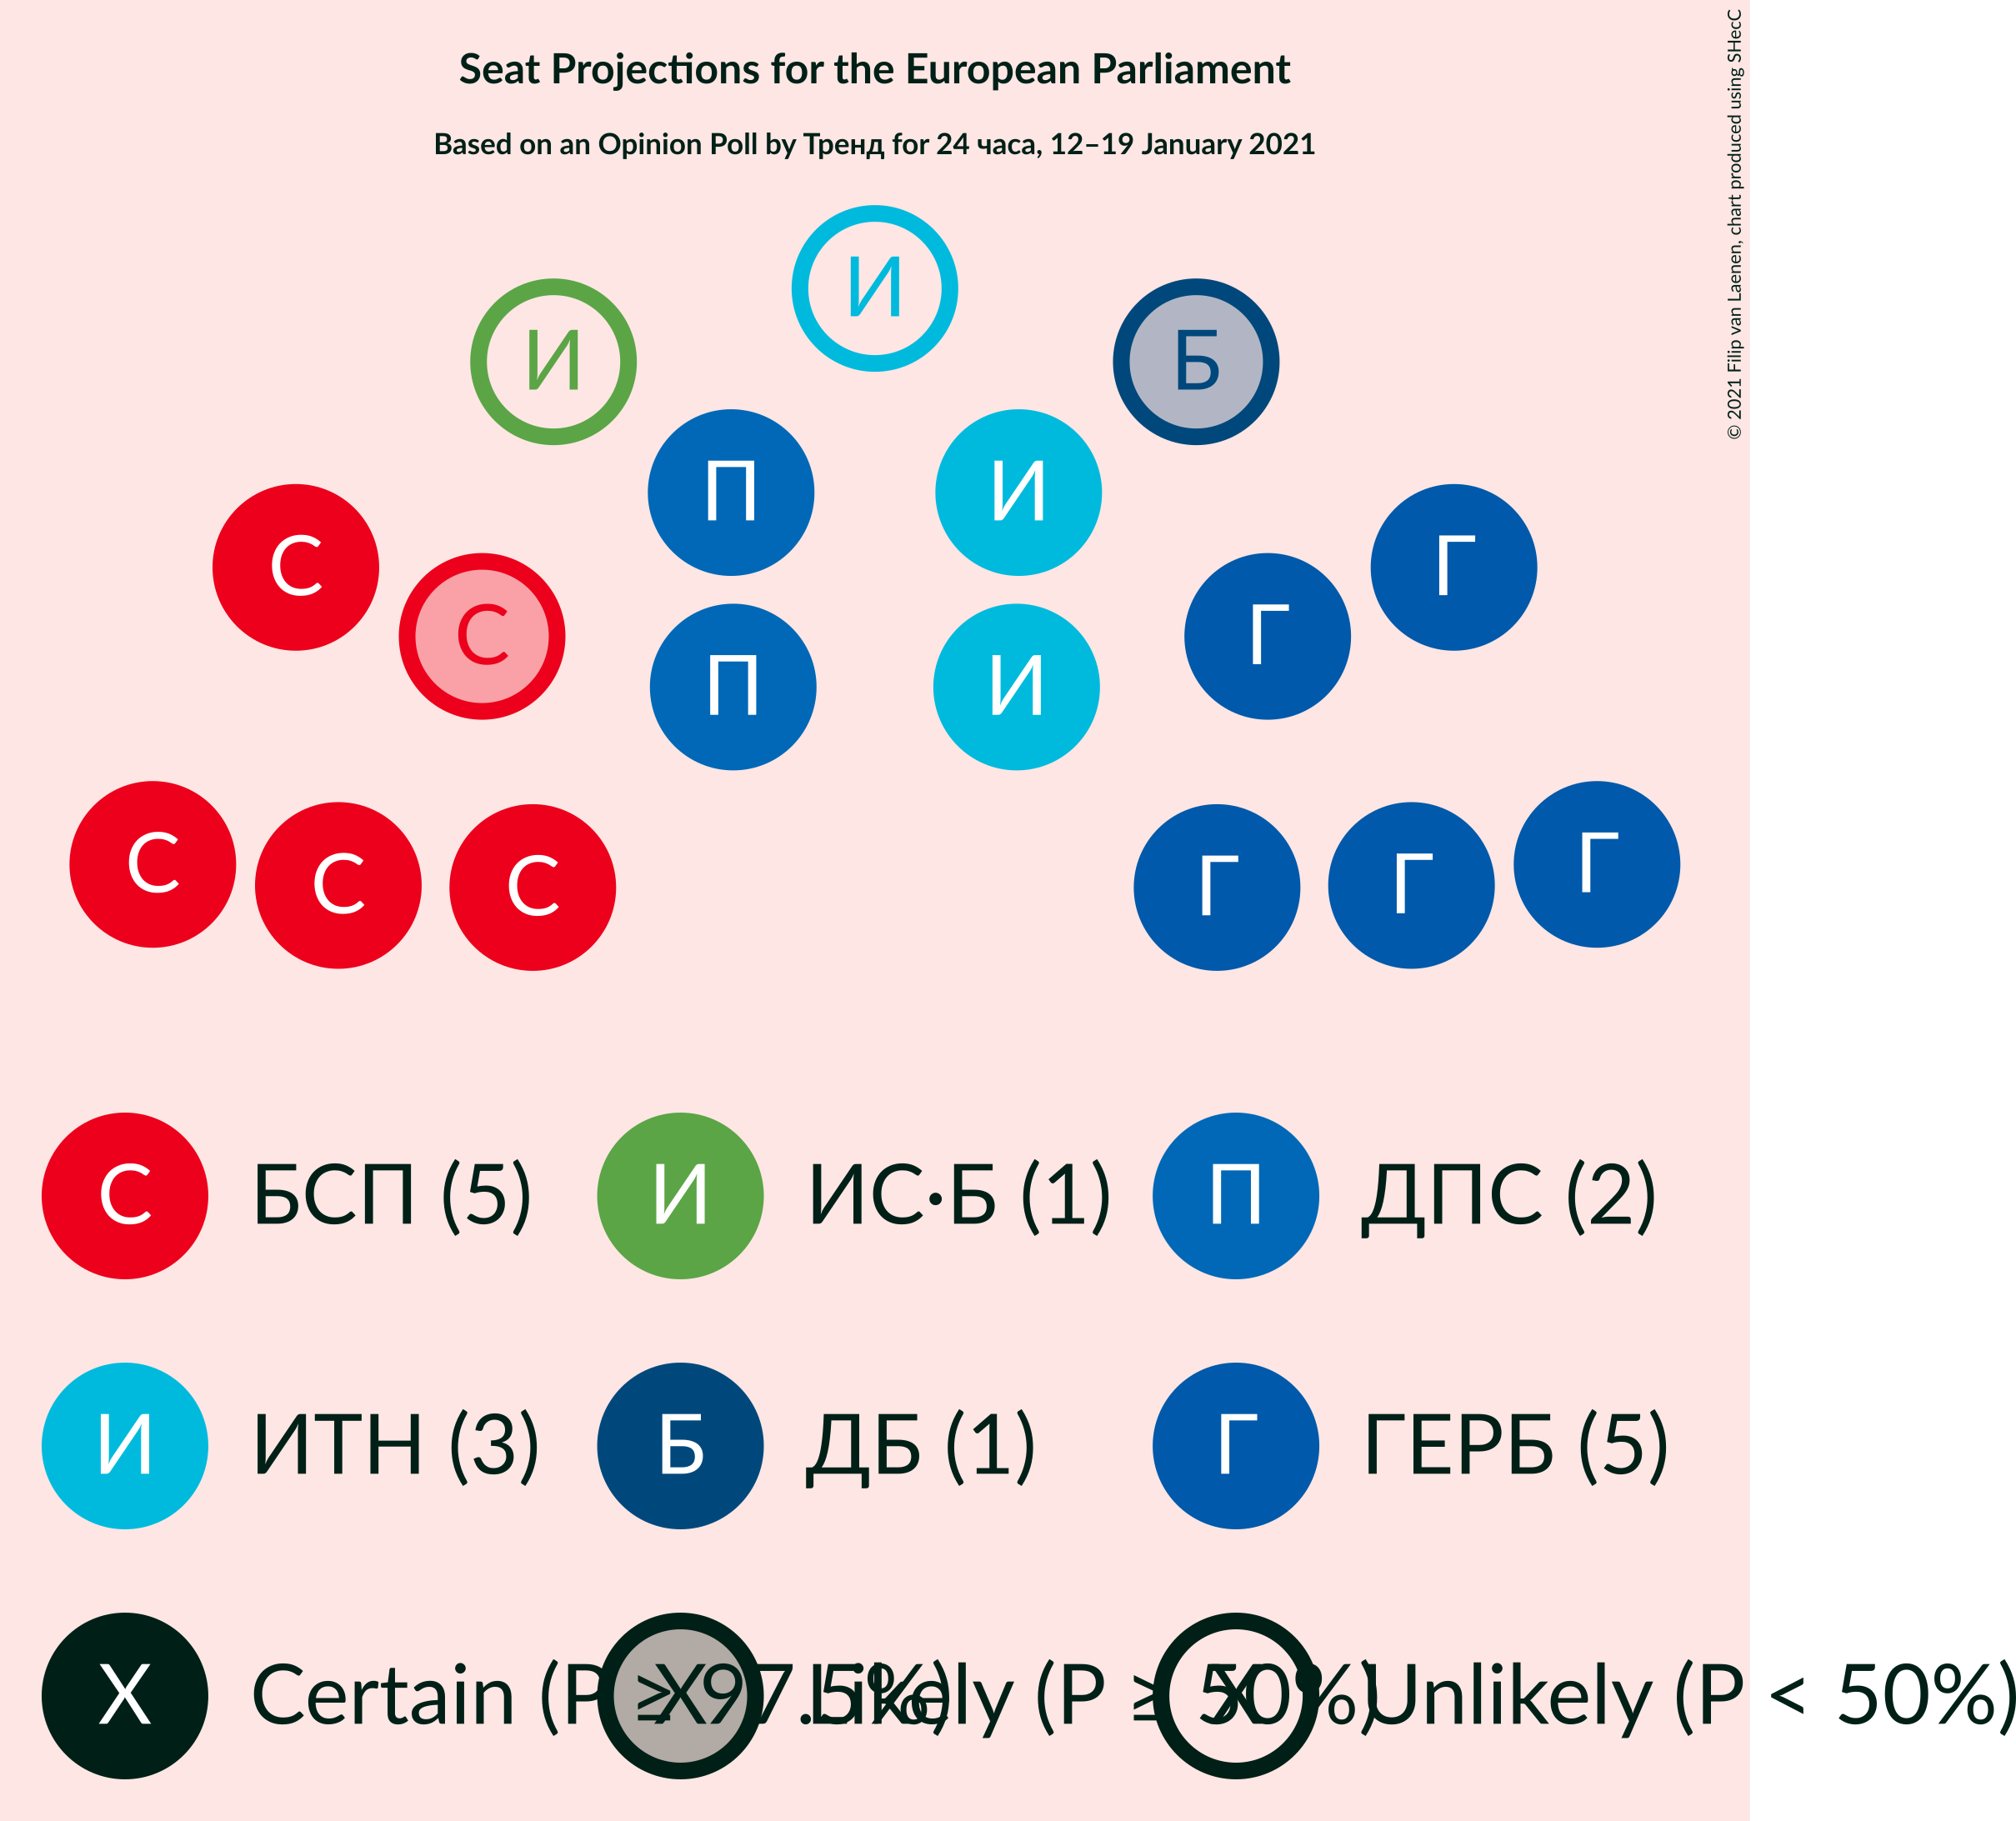 Seat Projections for the European Parliament
Based on an Opinion Poll by Тренд for 24 часа, 12–19 January 2021
© 2021 Filip van Laenen, chart produced using SHecC
И
И
Б
П
И
С
Г
С
Г
П
И
С
С
С
Г
Г
Г
С БСП (5) И ИС·Б (1) П ДПС (2)
И ИТН (3) Б ДБ (1) Г ГЕРБ (5)
X Certain (P ≥ 97.5%) X Likely (P ≥ 50%) X Unlikely (P < 50%)